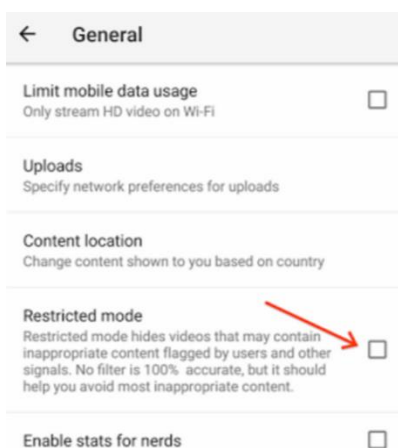 General
Limit mobile data usage
Only stream HD video on Wi-Fi
Uploads
Specify network preferences for uploads
Content location
Change content shown to you based on country
Restricted mode
Restricted mode hides videos that may contain
inappropriate content flagged by users and other
signals. No filter is 100% accurate, but it should
help you avoid most inappropriate content.
Enable stats for nerds